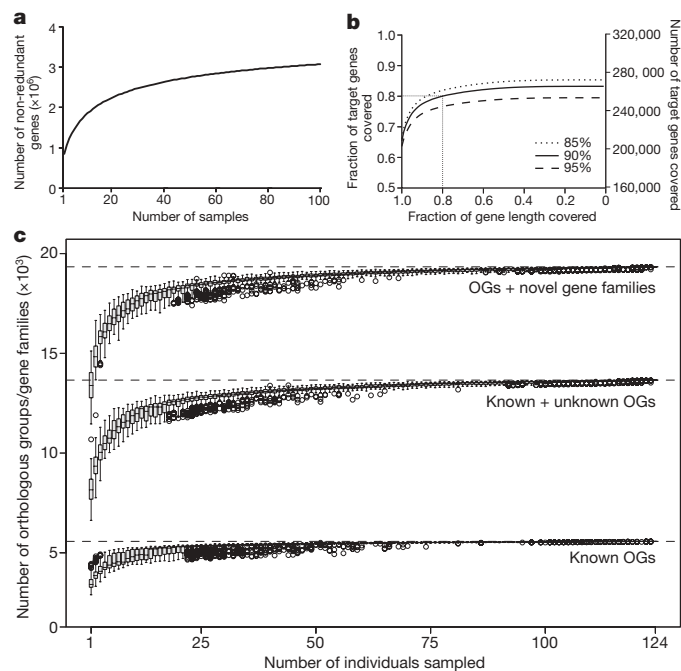 a
Number of non-redundant
genes (×10⁶)
4
3
2
1
0
1
20
40
60
80
100
Number of samples
b
Fraction of target genes
covered
1.0
0.9
0.8
0.7
0.6
0.5
320,000
280,000
240,000
200,000
160,000
Number of target genes covered
85%
90%
95%
1.0
0.8
0.6
0.4
0.2
0
Fraction of gene length covered
c
Number of orthologous groups/gene families (×10³)
20
15
10
5
0
OGs + novel gene families
Known + unknown OGs
Known OGs
1
25
50
75
100
124
Number of individuals sampled